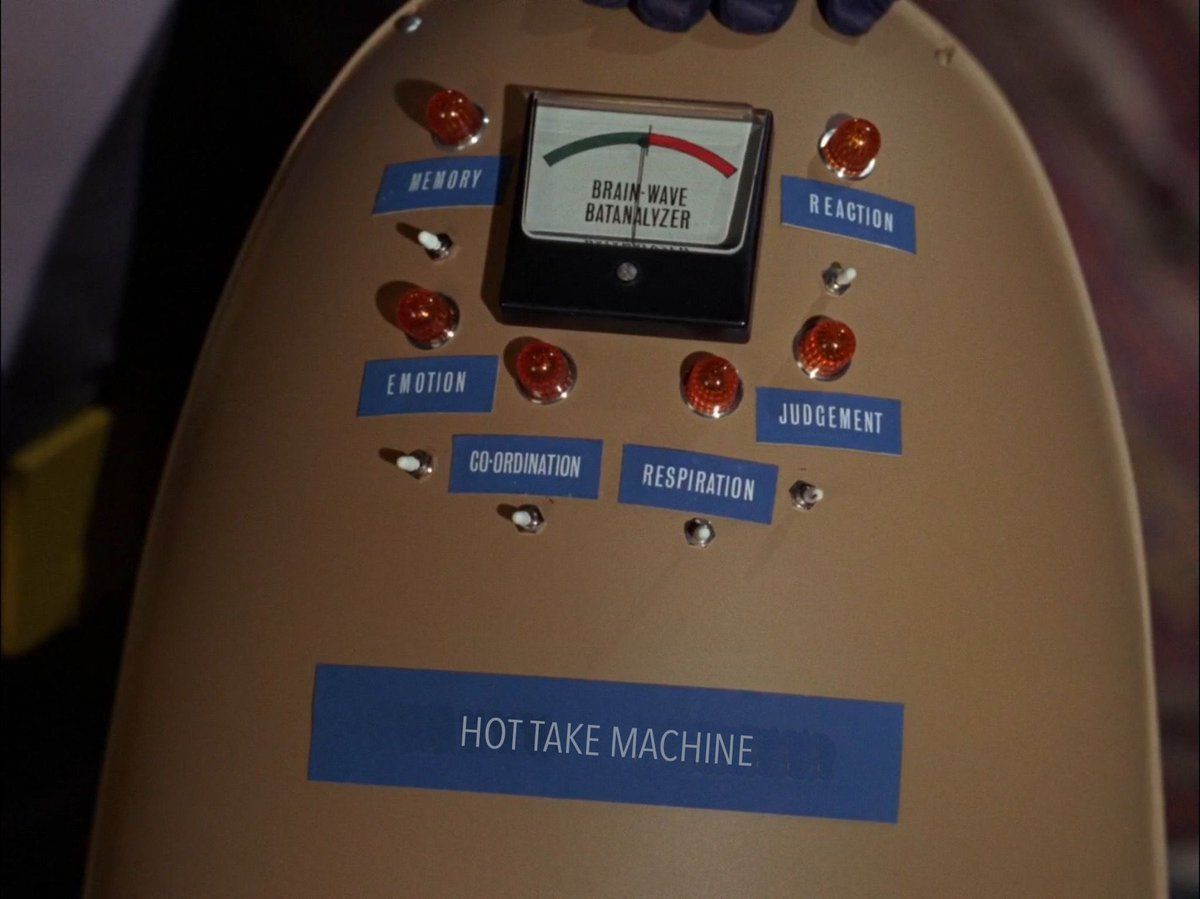 BRAIN-WAVE
BATANALYZER
MEMORY
REACTION
EMOTION
JUDGEMENT
CO-ORDINATION
RESPIRATION
HOT TAKE MACHINE